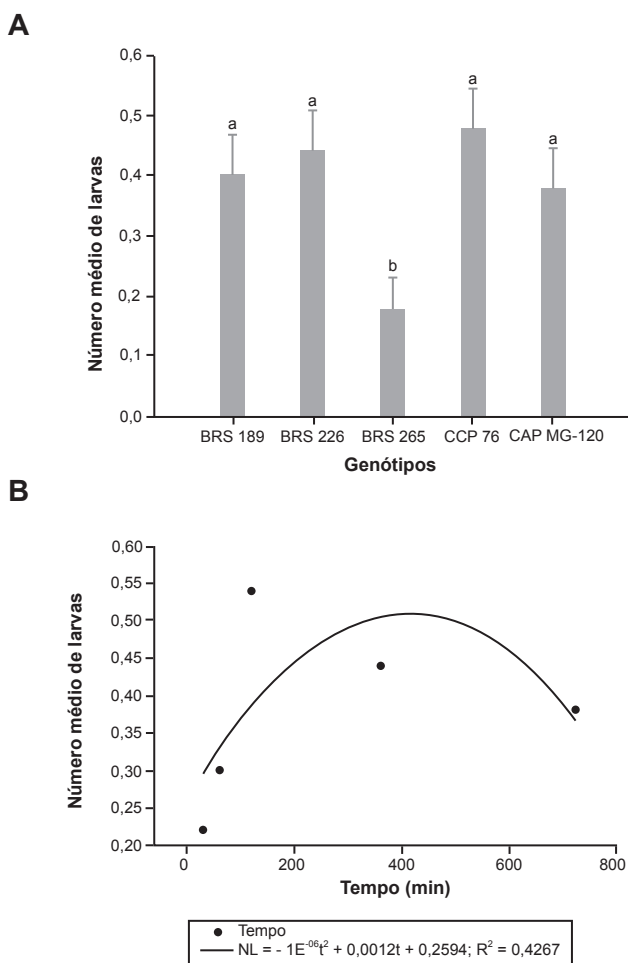 A
Número médio de larvas
0,6
0,5
0,4
0,3
0,2
0,1
0,0
a
a
b
a
a
BRS 189 BRS 226 BRS 265 CCP 76 CAP MG-120
Genótipos
B
Número médio de larvas
0,60
0,55
0,50
0,45
0,40
0,35
0,30
0,25
0,20
0 200 400 600 800
Tempo (min)
Tempo
NL = - 1E⁻⁰⁶t² + 0,0012t + 0,2594; R² = 0,4267